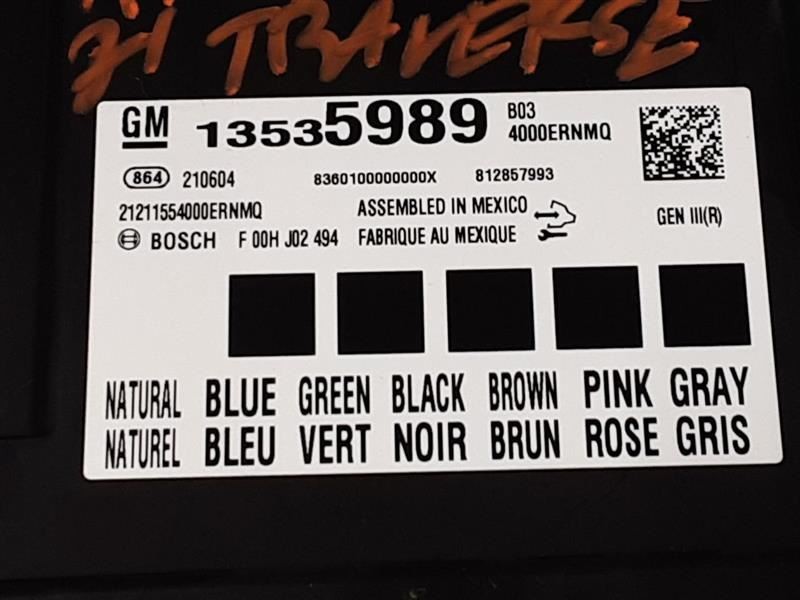 21 TRAVERSE
GM 13535989 B03
4000ERNMQ
864 210604 8360100000000X 812857993
21211554000ERNMQ ASSEMBLED IN MEXICO GEN III(R)
BOSCH F 00H J02 494 FABRIQUE AU MEXIQUE
NATURAL BLUE GREEN BLACK BROWN PINK GRAY
NATUREL BLEU VERT NOIR BRUN ROSE GRIS